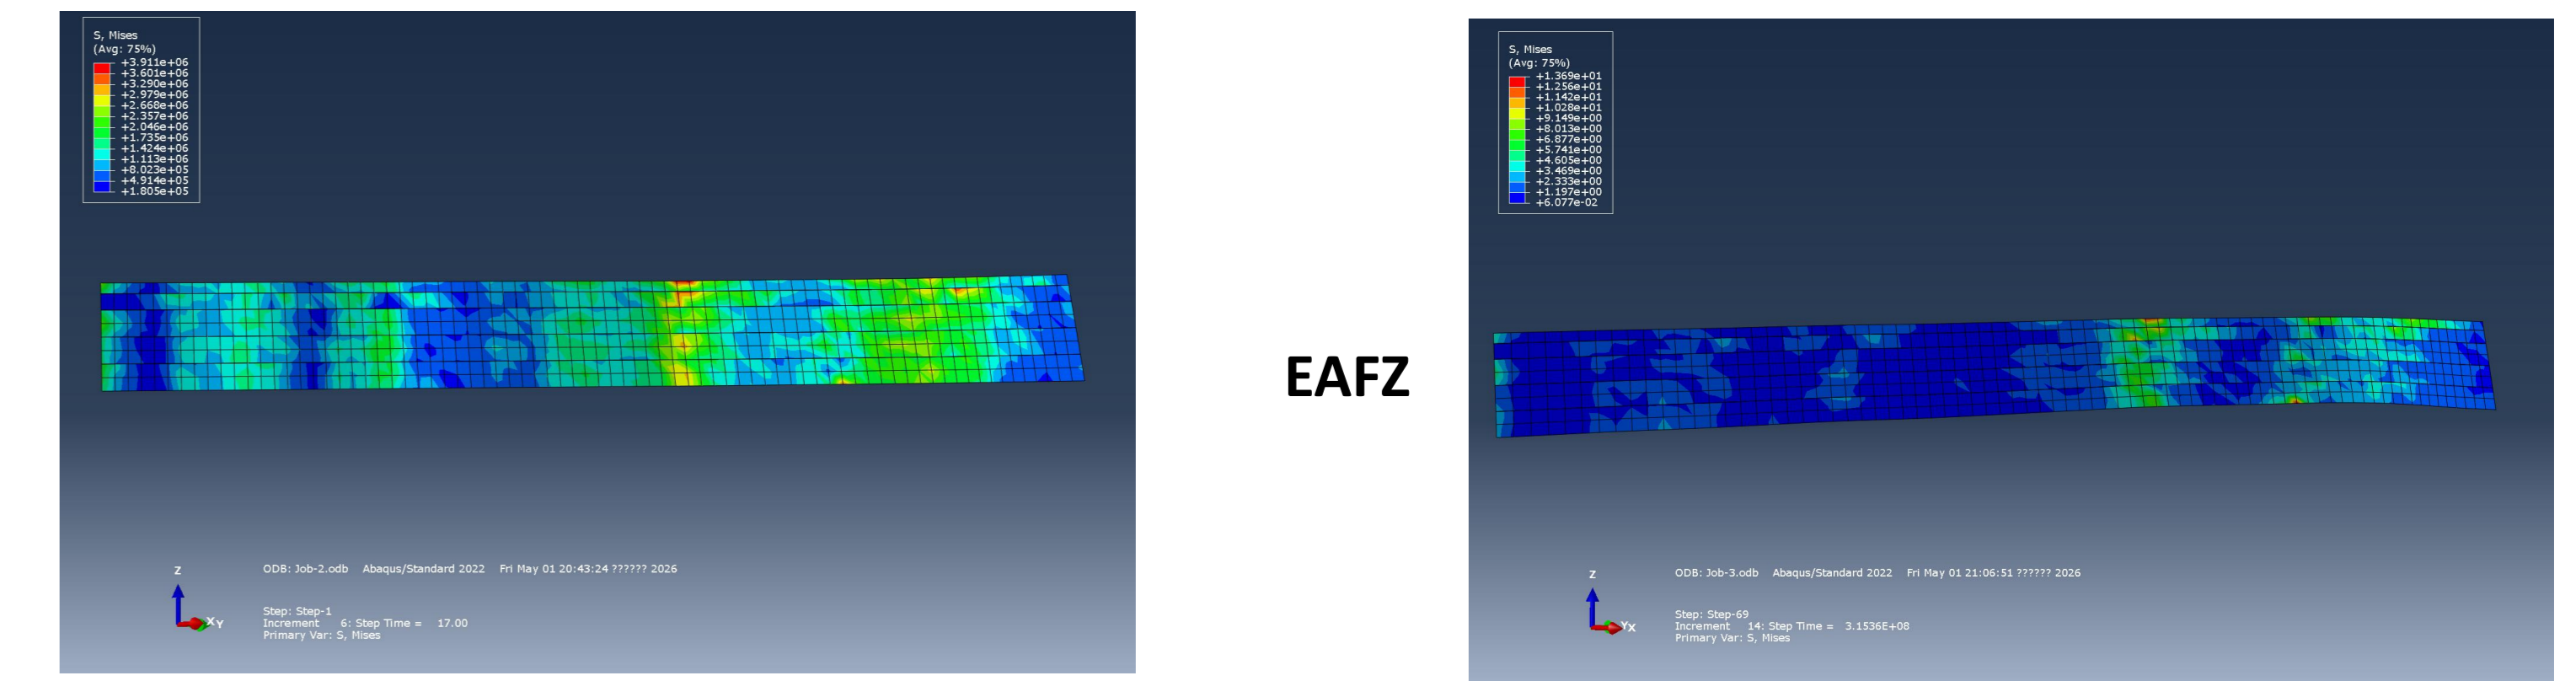 S, Mises
(Avg: 75%)
+3.911e+06
+3.601e+06
+3.290e+06
+2.979e+06
+2.668e+06
+2.357e+06
+2.046e+06
+1.735e+06
+1.424e+06
+1.113e+06
+8.023e+05
+4.914e+05
+1.805e+05
Z
X Y
ODB: Job-2.odb Abaqus/Standard 2022 Fri May 01 20:43:24 ?????? 2026
Step: Step-1
Increment 6: Step Time = 17.00
Primary Var: S, Mises
EAFZ
S, Mises
(Avg: 75%)
+1.369e+01
+1.256e+01
+1.142e+01
+1.028e+01
+9.149e+00
+8.013e+00
+6.877e+00
+5.741e+00
+4.605e+00
+3.469e+00
+2.333e+00
+1.197e+00
+6.077e-02
Z
Y X
ODB: Job-3.odb Abaqus/Standard 2022 Fri May 01 21:06:51 ?????? 2026
Step: Step-69
Increment 14: Step Time = 3.1536E+08
Primary Var: S, Mises